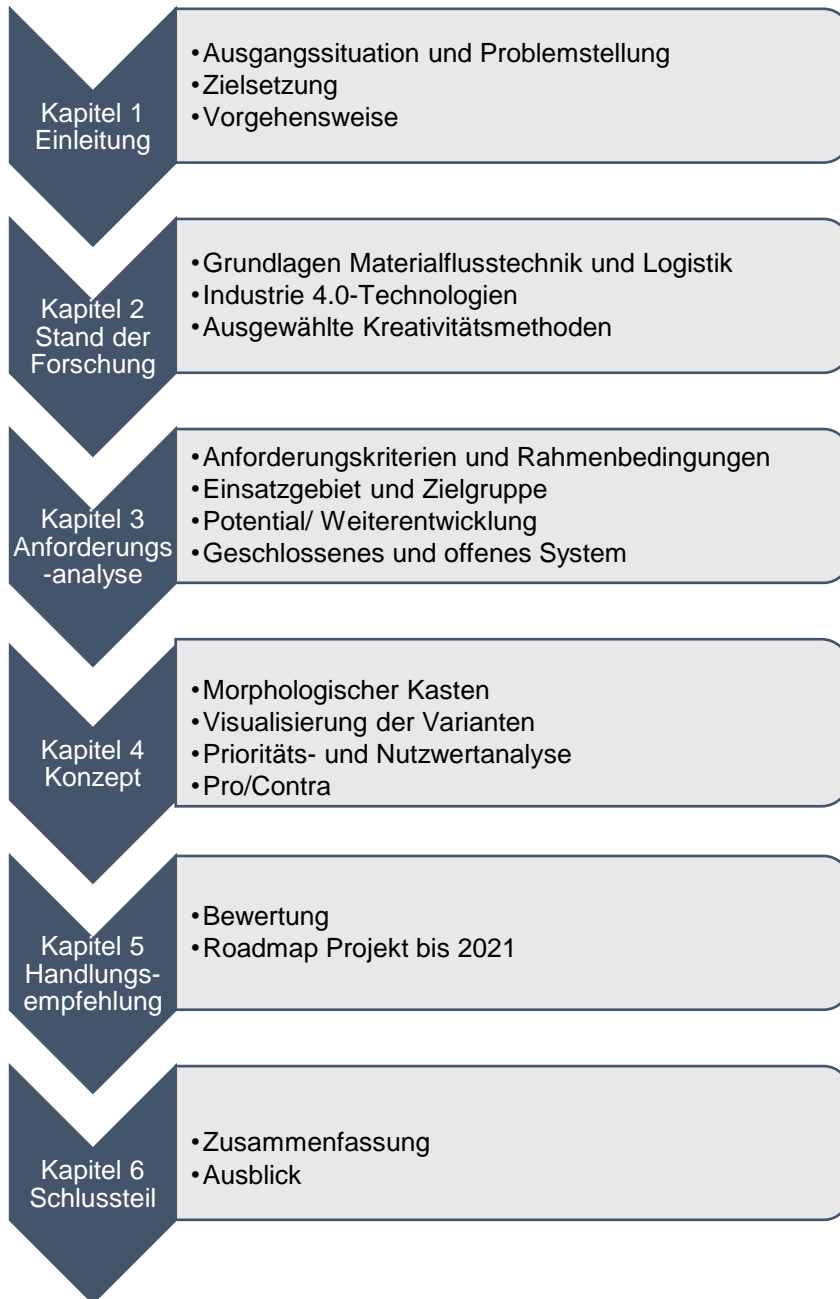 Kapitel 1
Einleitung
•Ausgangssituation und Problemstellung
•Zielsetzung
•Vorgehensweise
Kapitel 2
Stand der
Forschung
•Grundlagen Materialflusstechnik und Logistik
•Industrie 4.0-Technologien
•Ausgewählte Kreativitätsmethoden
Kapitel 3
Anforderungs
-analyse
•Anforderungskriterien und Rahmenbedingungen
•Einsatzgebiet und Zielgruppe
•Potential/ Weiterentwicklung
•Geschlossenes und offenes System
Kapitel 4
Konzept
•Morphologischer Kasten
•Visualisierung der Varianten
•Prioritäts- und Nutzwertanalyse
•Pro/Contra
Kapitel 5
Handlungs-
empfehlung
•Bewertung
•Roadmap Projekt bis 2021
Kapitel 6
Schlussteil
•Zusammenfassung
•Ausblick